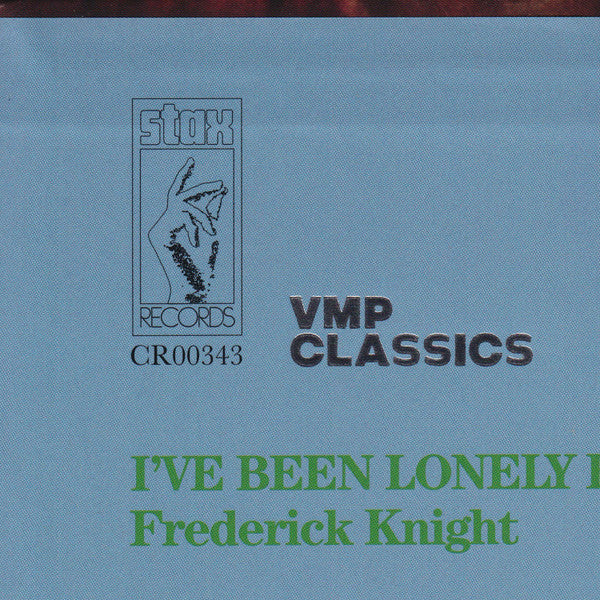 stax
RECORDS
CR00343
VMP
CLASSICS
I'VE BEEN LONELY
Frederick Knight